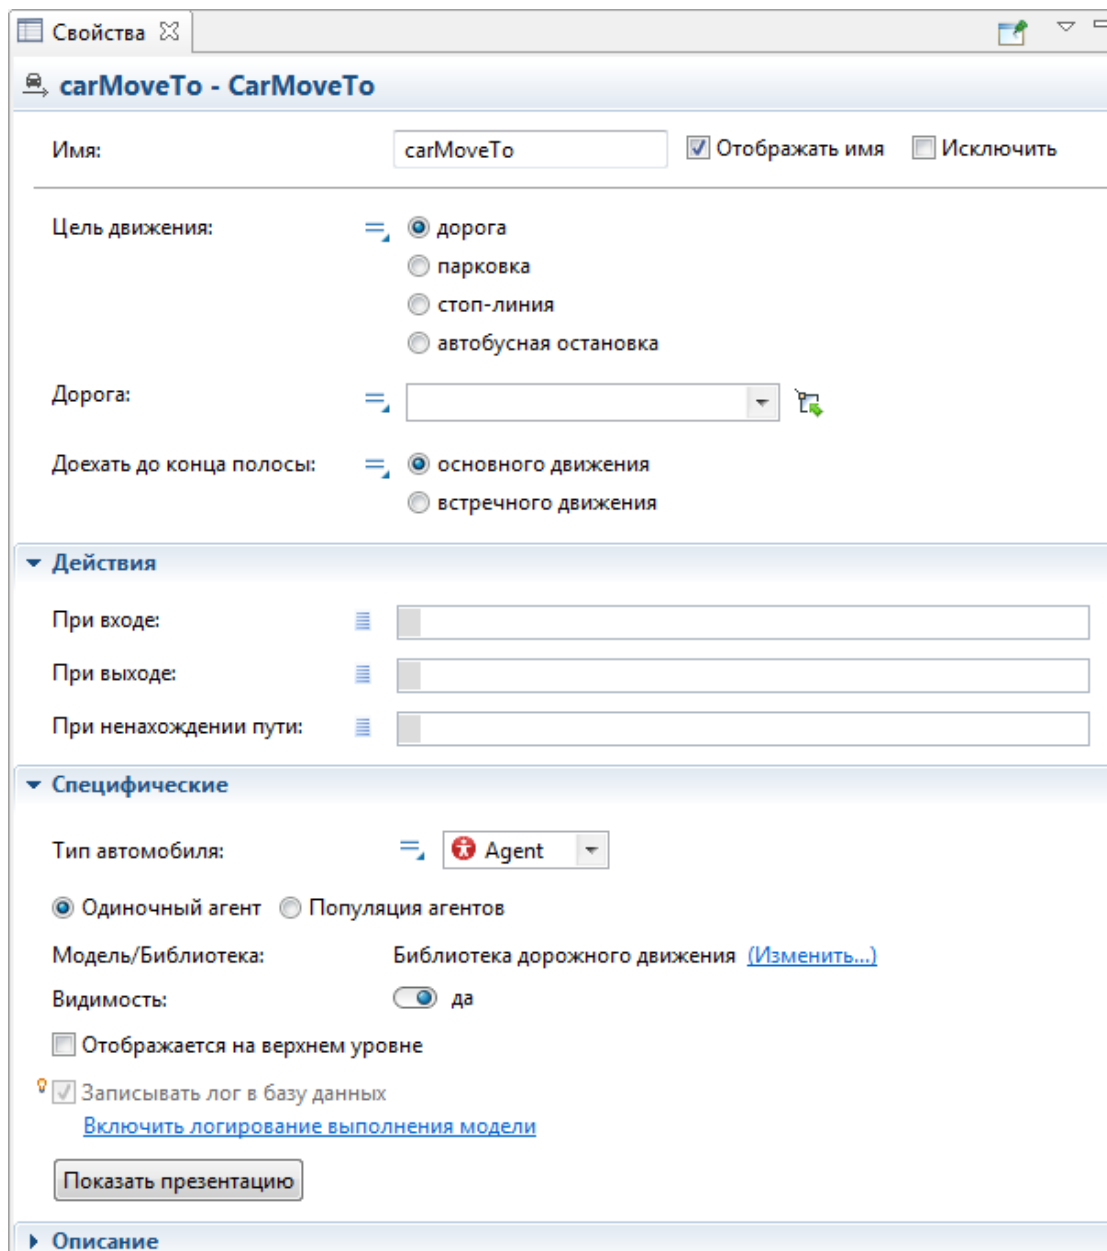 Свойства
carMoveTo - CarMoveTo
Имя: carMoveTo Отображать имя Исключить
Цель движения: дорога
парковка
стоп-линия
автобусная остановка
Дорога:
Доехать до конца полосы: основного движения
встречного движения
Действия
При входе:
При выходе:
При ненахождении пути:
Специфические
Тип автомобиля: Agent
Одиночный агент Популяция агентов
Модель/Библиотека: Библиотека дорожного движения (Изменить...)
Видимость: да
Отображается на верхнем уровне
Записывать лог в базу данных
Включить логирование выполнения модели
Показать презентацию
Описание